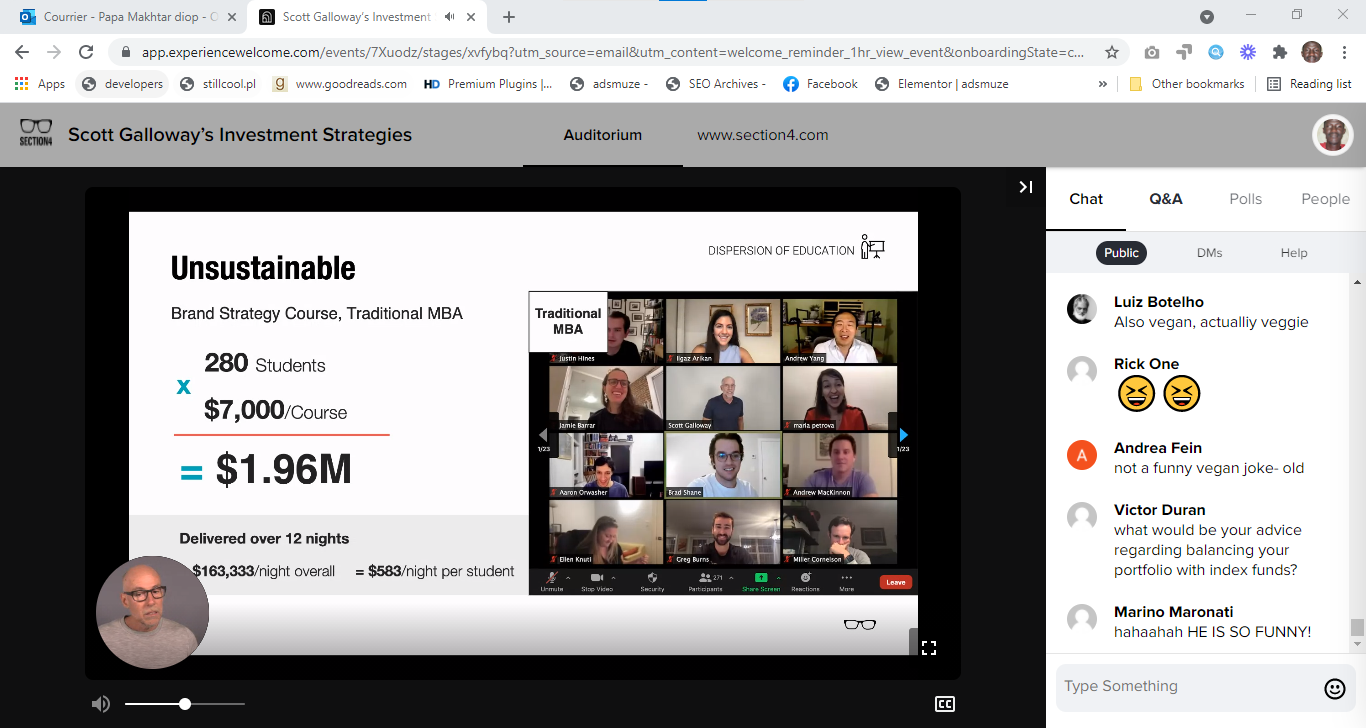 Courrier - Papa Makhtar diop - O
Scott Galloway's Investment
app.experiencewelcome.com/events/7Xuodz/stages/xvfybq?utm_source=email&utm_content=welcome_reminder_1hr_view_event&onboardingState=c...
Apps
developers
stillcool.pl
www.goodreads.com
HD Premium Plugins |...
adsmuze -
SEO Archives -
Facebook
Elementor | adsmuze
»
Other bookmarks
Reading list
SECTION4
Scott Galloway's Investment Strategies
Auditorium
www.section4.com
DISPERSION OF EDUCATION
Unsustainable
Brand Strategy Course, Traditional MBA
280 Students
x
$7,000/Course
= $1.96M
Delivered over 12 nights
$163,333/night overall
= $583/night per student
Traditional
MBA
Justin Hines
Ilgaz Arikan
Andrew Yang
Jamie Barrar
Scott Galloway
maria petrova
1/23
1/23
Aaron Orwasher
Brad Shane
Andrew MacKinnon
Ellen Knuti
Greg Burns
Miller Cornelson
Unmute
Stop Video
Security
271
Participants
Share Screen
Reactions
More
Leave
CC
Chat
Q&A
Polls
People
Public
DMs
Help
Luiz Botelho
Also vegan, actualliy veggie
Rick One
A
Andrea Fein
not a funny vegan joke- old
Victor Duran
what would be your advice
regarding balancing your
portfolio with index funds?
Marino Maronati
hahaahah HE IS SO FUNNY!
Type Something